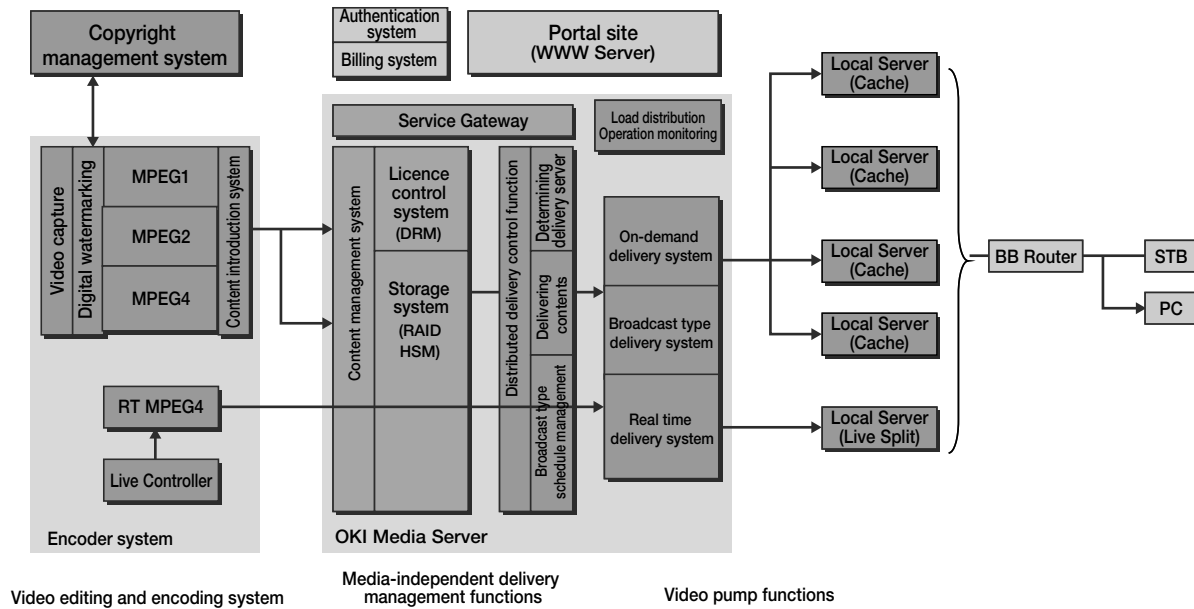 Copyright
management system
Authentication
system
Billing system
Portal site
(WWW Server)
Video capture
Digital watermarking
MPEG1
MPEG2
MPEG4
Content introduction system
RT MPEG4
Live Controller
Encoder system
Service Gateway
Load distribution
Operation monitoring
Content management system
Licence
control
system
(DRM)
Storage
system
(RAID
HSM)
Distributed delivery control function
Determining
delivery server
Delivering
contents
Broadcast type
schedule management
On-demand
delivery system
Broadcast type
delivery system
Real time
delivery system
OKI Media Server
Local Server
(Cache)
Local Server
(Cache)
Local Server
(Cache)
Local Server
(Cache)
Local Server
(Live Split)
BB Router
STB
PC
Video editing and encoding system
Media-independent delivery
management functions
Video pump functions